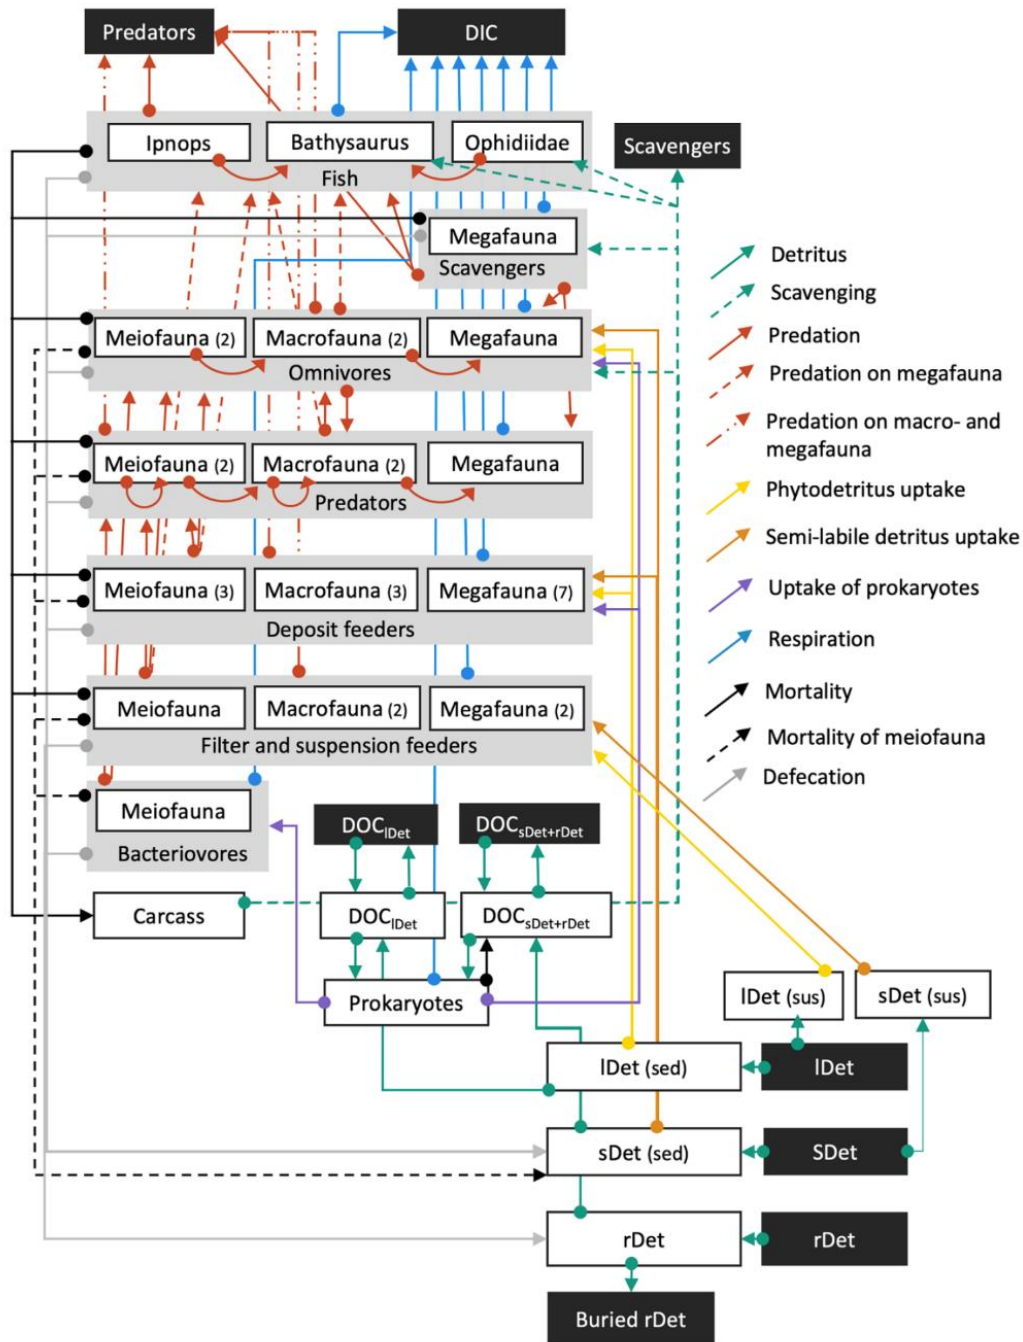 Predators
DIC
Ipnops
Bathysaurus
Ophidiidae
Fish
Scavengers
Megafauna
Scavengers
Meiofauna (2)
Macrofauna (2)
Megafauna
Omnivores
Meiofauna (2)
Macrofauna (2)
Megafauna
Predators
Meiofauna (3)
Macrofauna (3)
Megafauna (7)
Deposit feeders
Meiofauna
Macrofauna (2)
Megafauna (2)
Filter and suspension feeders
Meiofauna
Bacteriovores
DOClDet
DOCsDet+rDet
Carcass
DOClDet
DOCsDet+rDet
Prokaryotes
lDet (sus)
sDet (sus)
lDet (sed)
lDet
sDet (sed)
SDet
rDet
rDet
Buried rDet
Detritus
Scavenging
Predation
Predation on megafauna
Predation on macro- and
megafauna
Phytodetritus uptake
Semi-labile detritus uptake
Uptake of prokaryotes
Respiration
Mortality
Mortality of meiofauna
Defecation